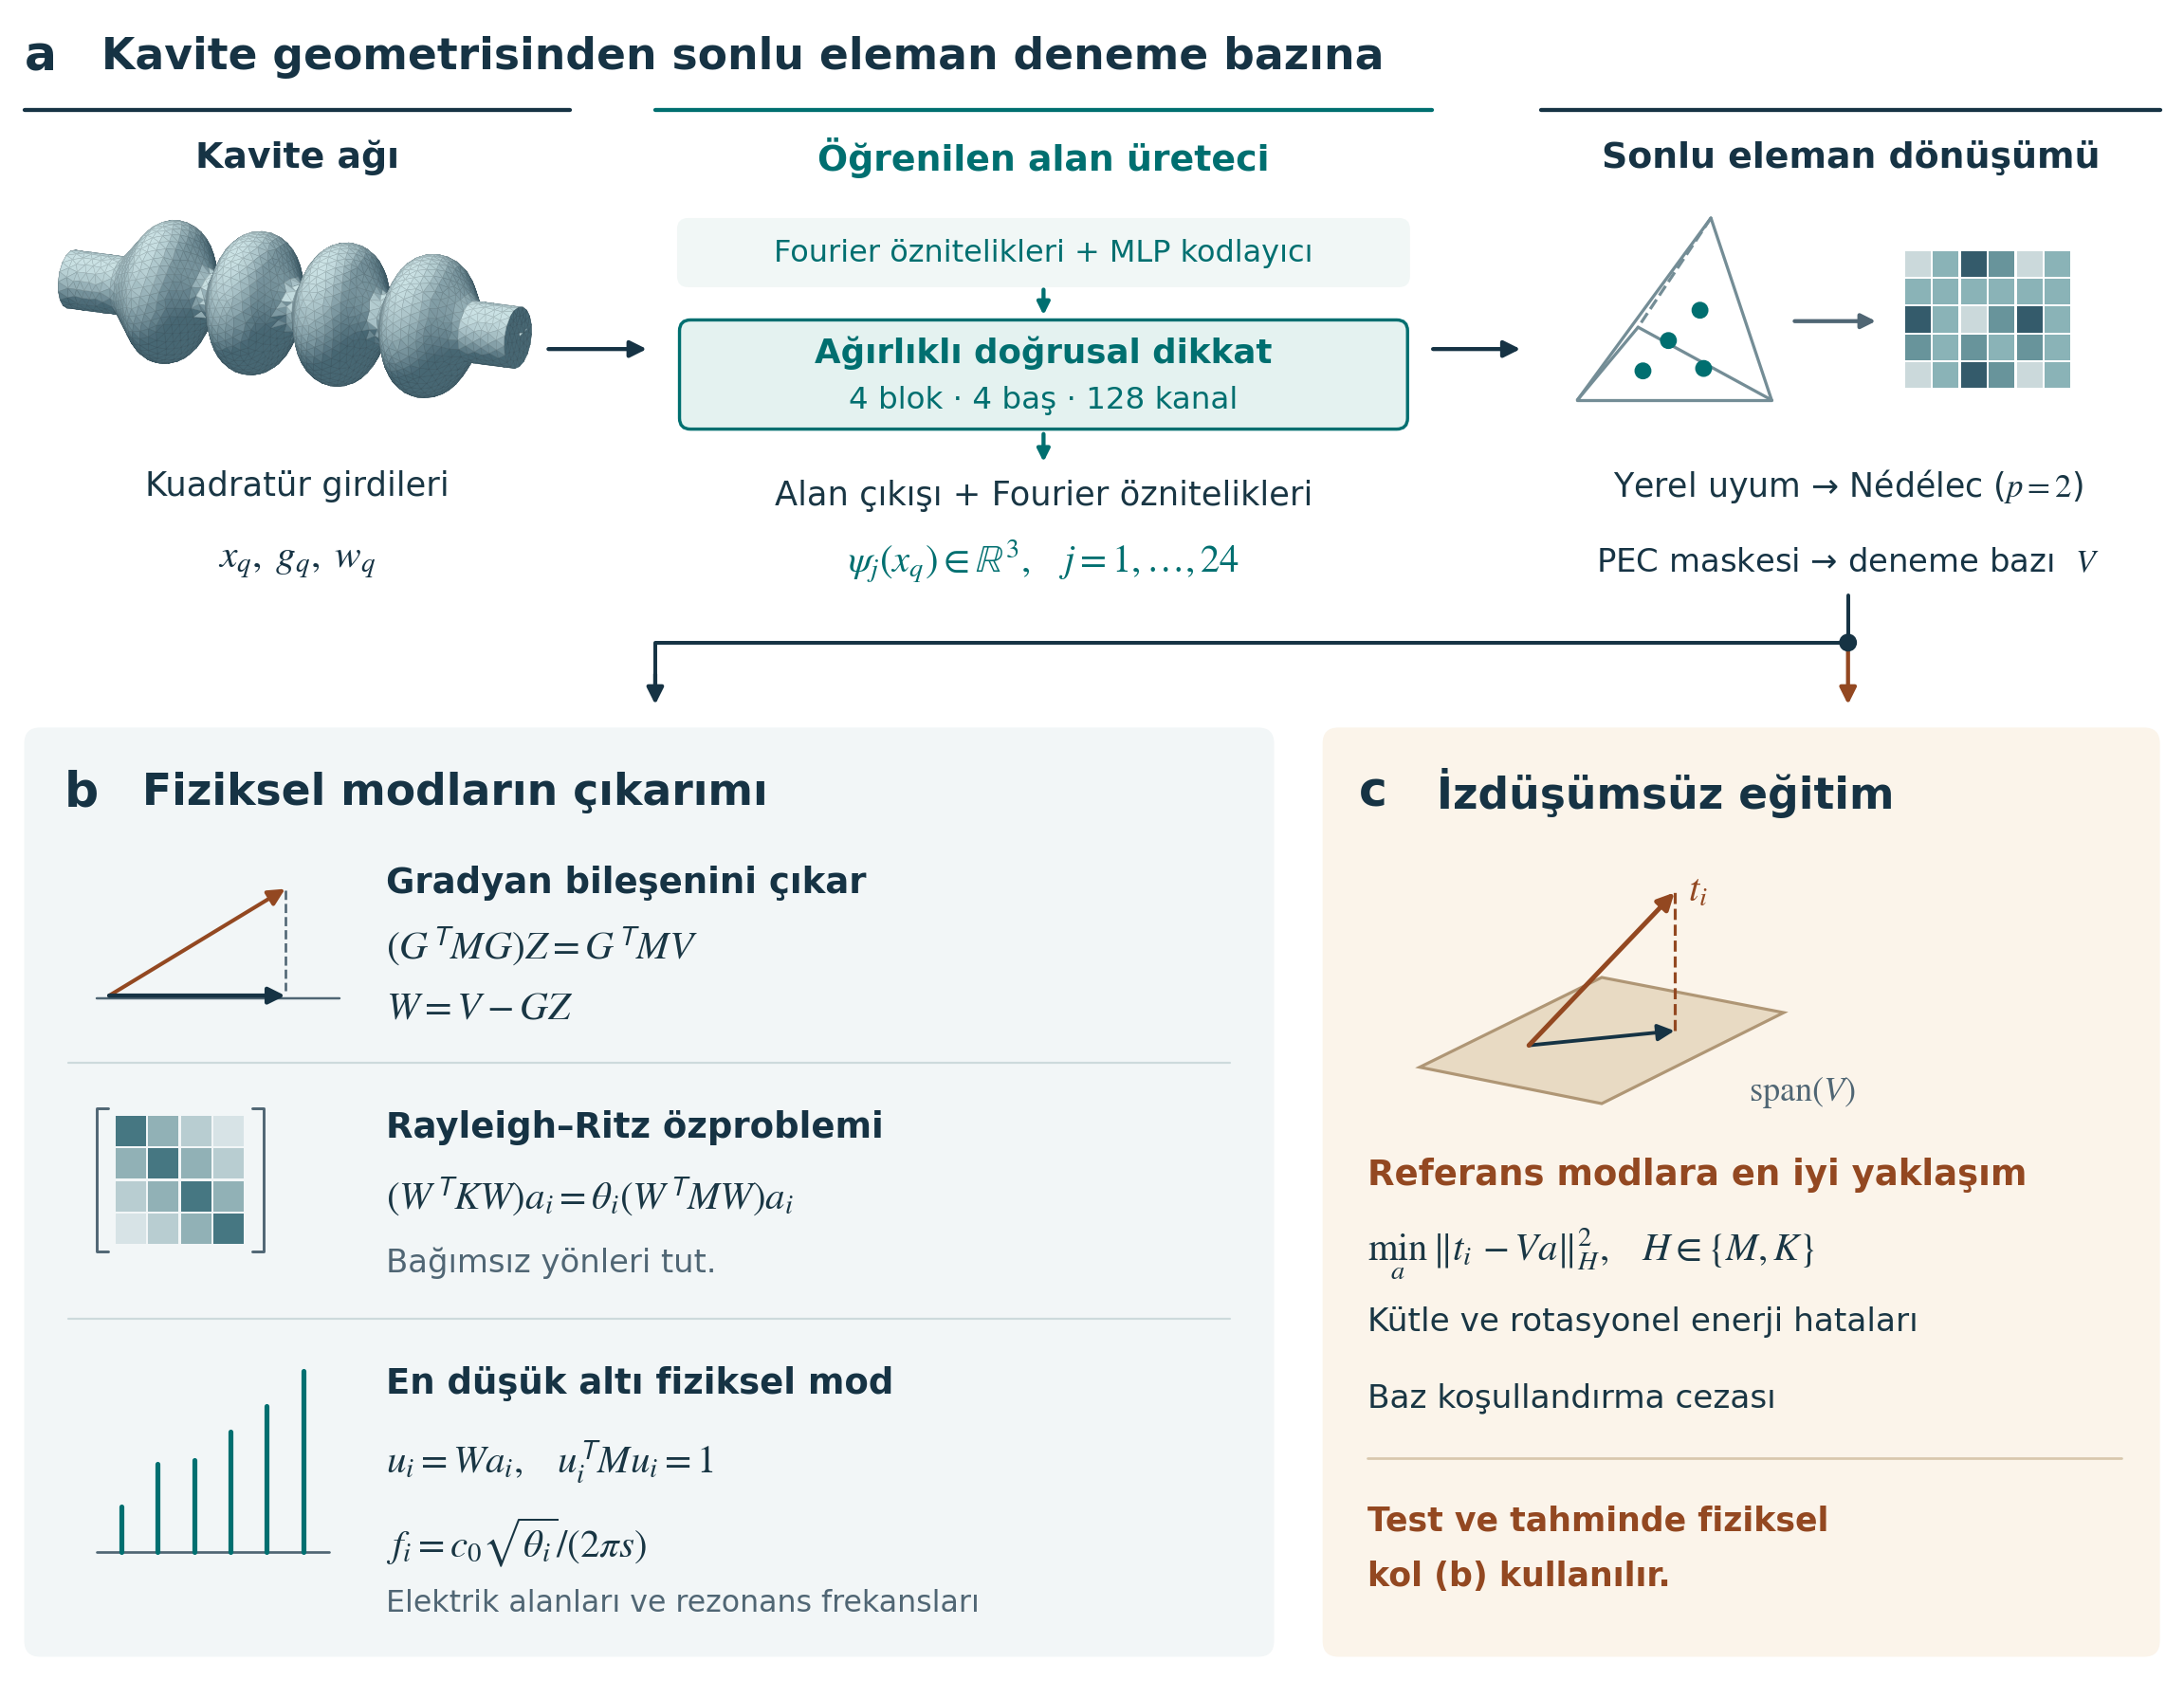 a Kavite geometrisinden sonlu eleman deneme bazına
Kavite ağı
Kuadratür girdileri
x_q, g_q, w_q
Öğrenilen alan üreteci
Fourier öznitelikleri + MLP kodlayıcı
Ağırlıklı doğrusal dikkat
4 blok · 4 baş · 128 kanal
Alan çıkışı + Fourier öznitelikleri
ψ_j(x_q) ∈ ℝ^3, j = 1, …, 24
Sonlu eleman dönüşümü
Yerel uyum → Nédélec (p = 2)
PEC maskesi → deneme bazı V
b Fiziksel modların çıkarımı
Gradyan bileşenini çıkar
(G^T MG)Z = G^T MV
W = V − GZ
Rayleigh–Ritz özproblemi
(W^T KW)a_i = θ_i(W^T MW)a_i
Bağımsız yönleri tut.
En düşük altı fiziksel mod
u_i = Wa_i, u_i^T Mu_i = 1
f_i = c_0 √θ_i/(2πs)
Elektrik alanları ve rezonans frekansları
c İzdüşümsüz eğitim
t_i
span(V)
Referans modlara en iyi yaklaşım
min_a ‖t_i − Va‖_H^2, H ∈ {M, K}
Kütle ve rotasyonel enerji hataları
Baz koşullandırma cezası
Test ve tahminde fiziksel
kol (b) kullanılır.